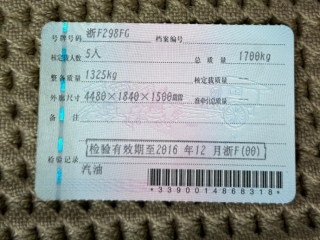 号牌号码 浙F298FG 档案编号
核定载人数 5人 总质量 1700kg
整备质量 1325kg 核定载质量 --
外廓尺寸 4480×1840×1500mm 准牵引总质量 --
备注
检验有效期至2016 年12 月浙F(00)
检验记录
汽油
*3390014868318*